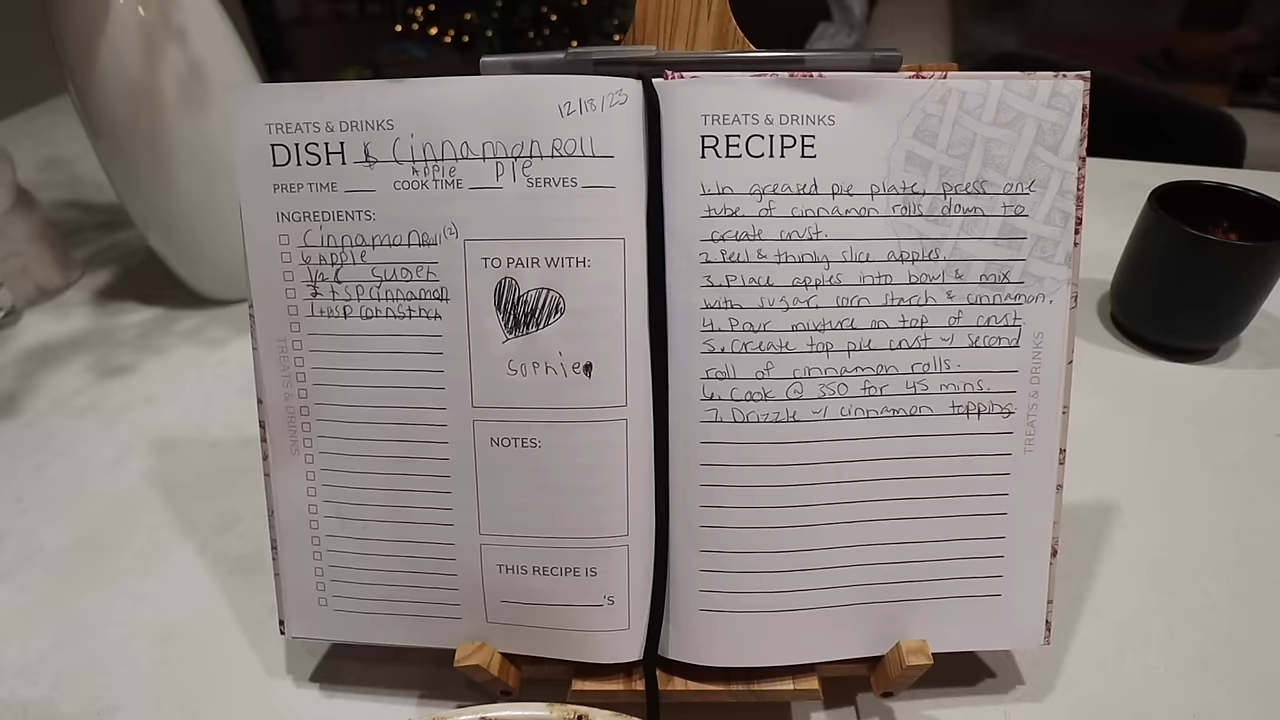 12/18/23
TREATS & DRINKS
DISH Cinnamon Roll
Apple Pie
PREP TIME COOK TIME SERVES
INGREDIENTS:
Cinnamon Roll (2)
6 Apple
1/2 C suger
2 tsp cinnamon
1 tbsp cornstrch
TO PAIR WITH:
Sophie
NOTES:
THIS RECIPE IS
'S
TREATS & DRINKS
TREATS & DRINKS
RECIPE
1. In greased pie plate, press one
tube of cinnamon rolls down to
create crust.
2. Peel & thinly slice apples.
3. Place apples into bowl & mix
with sugar, corn starch & cinnamon.
4. Pour mixture on top of crust.
5. Create top pie crust w/ second
roll of cinnamon rolls.
6. Cook @ 350 for 45 mins.
7. Drizzle w/ cinnamon topping.
TREATS & DRINKS